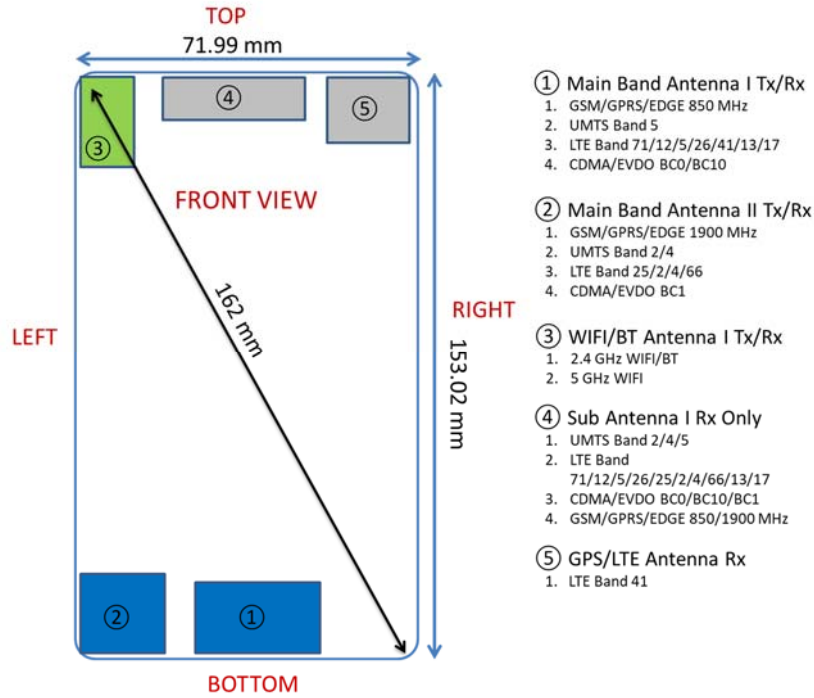 TOP
71.99 mm
④
⑤
③
FRONT VIEW
162 mm
LEFT
RIGHT
153.02 mm
②
①
BOTTOM
① Main Band Antenna I Tx/Rx
1. GSM/GPRS/EDGE 850 MHz
2. UMTS Band 5
3. LTE Band 71/12/5/26/41/13/17
4. CDMA/EVDO BC0/BC10
② Main Band Antenna II Tx/Rx
1. GSM/GPRS/EDGE 1900 MHz
2. UMTS Band 2/4
3. LTE Band 25/2/4/66
4. CDMA/EVDO BC1
③ WIFI/BT Antenna I Tx/Rx
1. 2.4 GHz WIFI/BT
2. 5 GHz WIFI
④ Sub Antenna I Rx Only
1. UMTS Band 2/4/5
2. LTE Band
71/12/5/26/25/2/4/66/13/17
3. CDMA/EVDO BC0/BC10/BC1
4. GSM/GPRS/EDGE 850/1900 MHz
⑤ GPS/LTE Antenna Rx
1. LTE Band 41